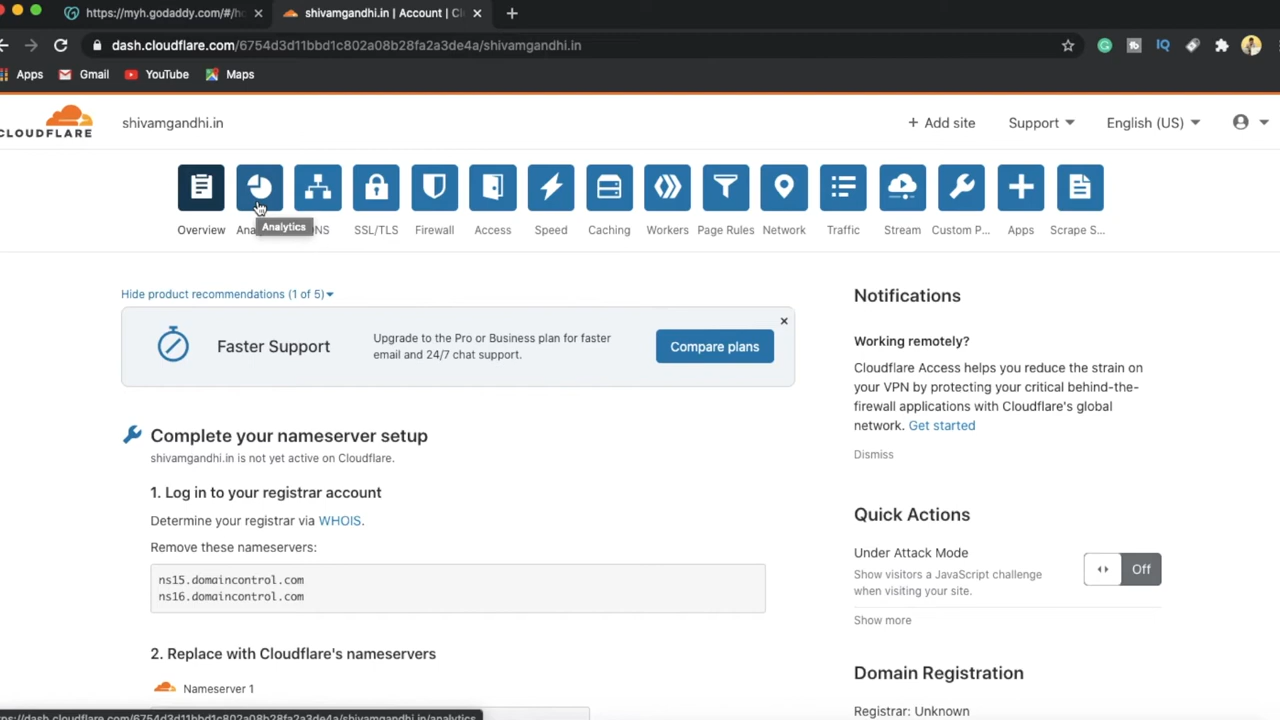 https://myh.godaddy.com/#/h
shivamgandhi.in | Account | Cl
dash.cloudflare.com/6754d3d11bbd1c802a08b28fa2a3de4a/shivamgandhi.in
Apps
Gmail
YouTube
Maps
CLOUDFLARE
shivamgandhi.in
+ Add site
Support
English (US)
Overview
Ana
Analytics
NS
SSL/TLS
Firewall
Access
Speed
Caching
Workers
Page Rules
Network
Traffic
Stream
Custom P...
Apps
Scrape S...
Hide product recommendations (1 of 5)
Faster Support
Upgrade to the Pro or Business plan for faster
email and 24/7 chat support.
Compare plans
Complete your nameserver setup
shivamgandhi.in is not yet active on Cloudflare.
1. Log in to your registrar account
Determine your registrar via WHOIS.
Remove these nameservers:
ns15.domaincontrol.com
ns16.domaincontrol.com
2. Replace with Cloudflare's nameservers
Nameserver 1
Notifications
Working remotely?
Cloudflare Access helps you reduce the strain on
your VPN by protecting your critical behind-the-
firewall applications with Cloudflare's global
network. Get started
Dismiss
Quick Actions
Under Attack Mode
Off
Show visitors a JavaScript challenge
when visiting your site.
Show more
Domain Registration
Registrar: Unknown
ps://dash.cloudflare.com/6754d3d11bbd1c802a08b28fa2a3de4a/shivamgandhi.in/analytics